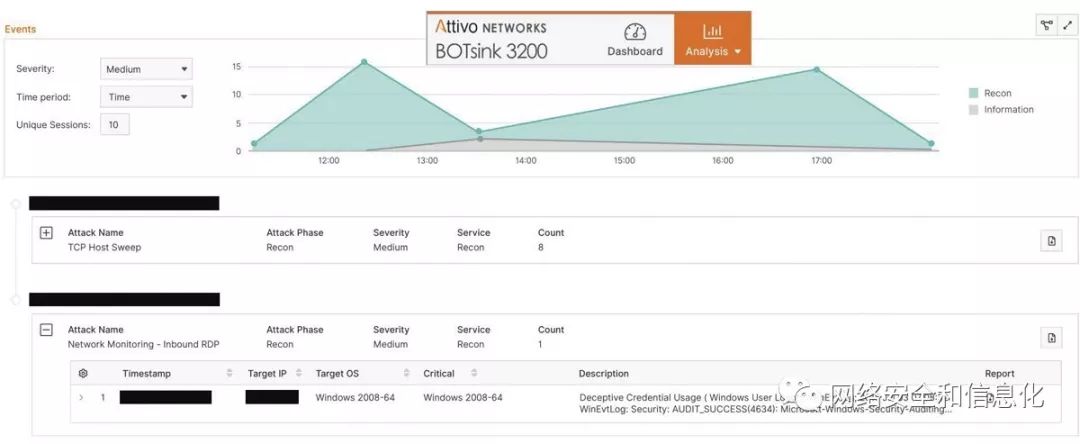 Events
Attivo NETWORKS
BOTsink 3200
Dashboard
Analysis
Severity:
Medium
Time period:
Time
Unique Sessions:
10
15
10
5
0
12:00
13:00
14:00
15:00
16:00
17:00
Recon
Information
Attack Name
Attack Phase
Severity
Service
Count
TCP Host Sweep
Recon
Medium
Recon
8
Attack Name
Attack Phase
Severity
Service
Count
Network Monitoring - Inbound RDP
Recon
Medium
Recon
1
Timestamp
Target IP
Target OS
Critical
Description
Report
1
Windows 2008-64
Windows 2008-64
Deceptive Credential Usage ( Windows User
WinEvtLog: Security: AUDIT_SUCCESS(4634): Microsoft-Windows-Security-Auditing...
网络安全和信息化